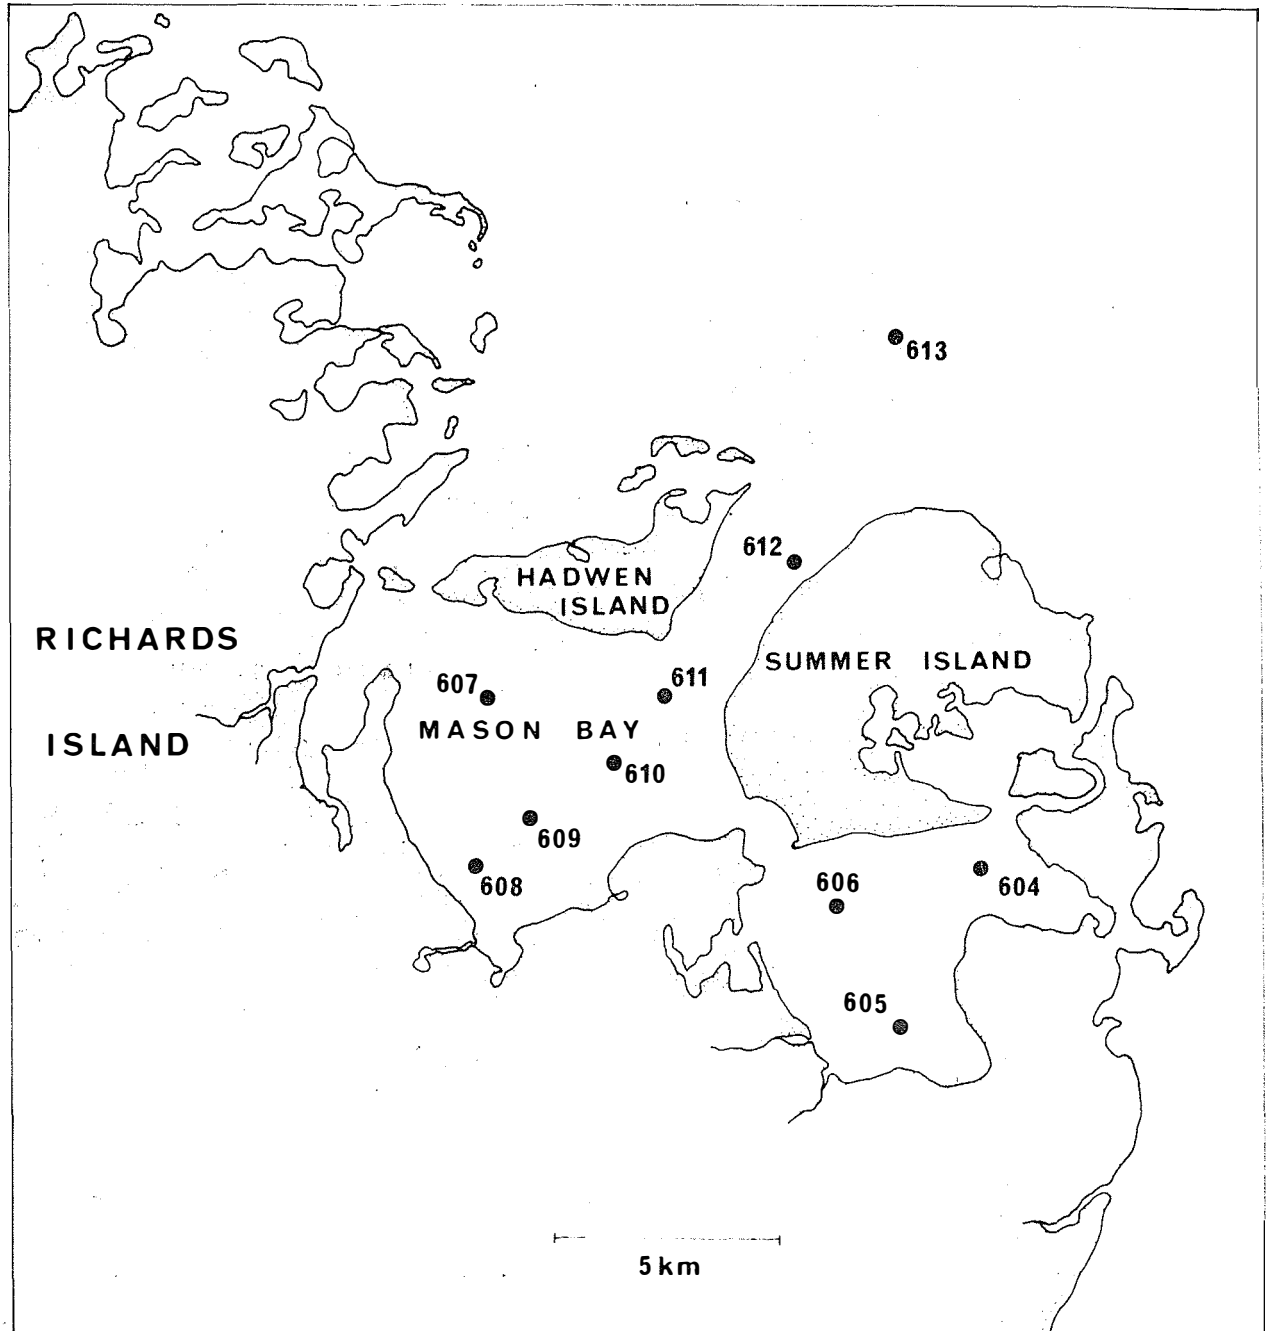 613
612
HADWEN
ISLAND
RICHARDS
ISLAND
SUMMER ISLAND
607
611
MASON BAY
610
609
608
606
604
605
5 km